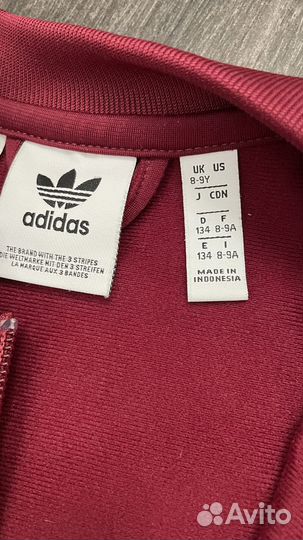 adidas
THE BRAND WITH THE 3 STRIPES
DIE WELTMARKE MIT DEN 3 STREIFEN
LA MARQUE AUX 3 BANDES
UK US
8-9Y
J CDN
D F
134 8-9A
E I
134 8-9A
MADE IN
INDONESIA
Avito